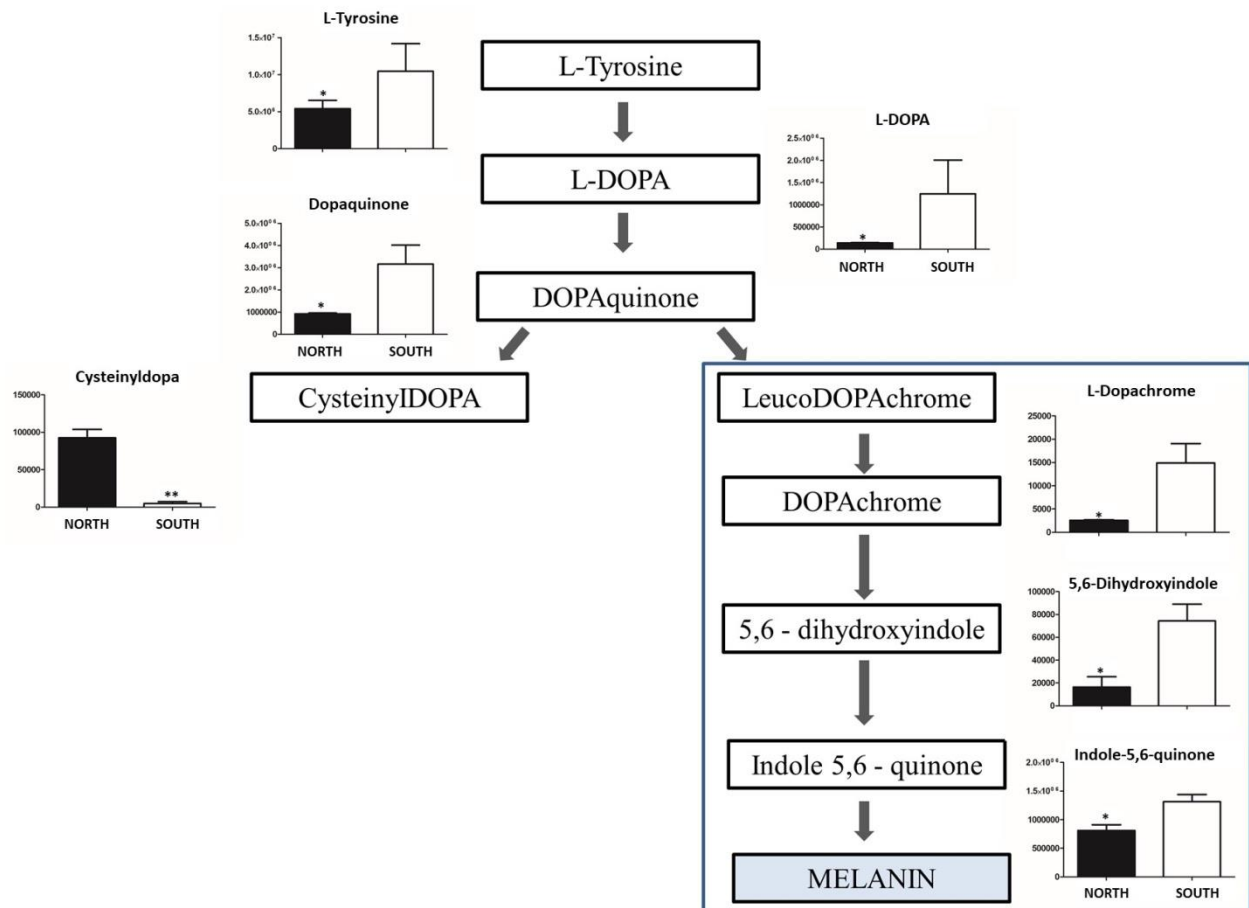 L-Tyrosine
1.5×10⁷
1.0×10⁷
5.0×10⁶
0
*
L-Tyrosine
L-DOPA
2.5×10⁰⁶
2.0×10⁰⁶
1.5×10⁰⁶
1000000
500000
0
*
NORTH SOUTH
L-DOPA
Dopaquinone
5.0×10⁰⁶
4.0×10⁰⁶
3.0×10⁰⁶
2.0×10⁰⁶
1000000
0
*
NORTH SOUTH
DOPAquinone
Cysteinyldopa
150000
100000
50000
0
**
NORTH SOUTH
CysteinylDOPA
LeucoDOPAchrome
L-Dopachrome
25000
20000
15000
10000
5000
0
*
DOPAchrome
5,6-Dihydroxyindole
100000
80000
60000
40000
20000
0
*
5,6 - dihydroxyindole
Indole-5,6-quinone
2.0×10⁰⁶
1.5×10⁰⁶
1000000
500000
0
*
NORTH SOUTH
Indole 5,6 - quinone
MELANIN